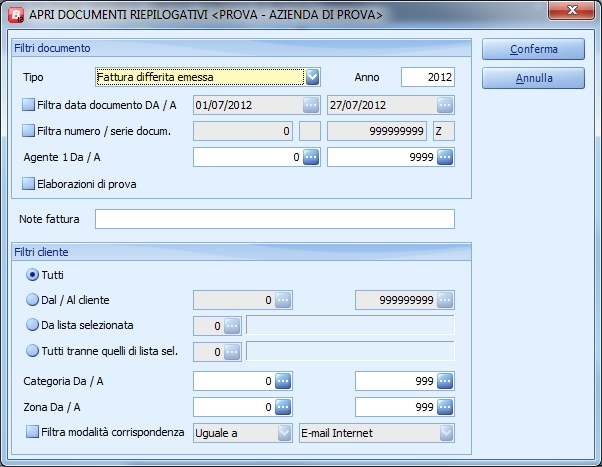 APRI DOCUMENTI RIEPILOGATIVI <PROVA - AZIENDA DI PROVA>
Filtri documento
Conferma
Tipo Fattura differita emessa Anno 2012
Annulla
Filtra data documento DA / A 01/07/2012 27/07/2012
Filtra numero / serie docum. 0 999999999 Z
Agente 1 Da / A 0 9999
Elaborazioni di prova
Note fattura
Filtri cliente
Tutti
Dal / Al cliente 0 999999999
Da lista selezionata 0
Tutti tranne quelli di lista sel. 0
Categoria Da / A 0 999
Zona Da / A 0 999
Filtra modalità corrispondenza Uguale a E-mail Internet